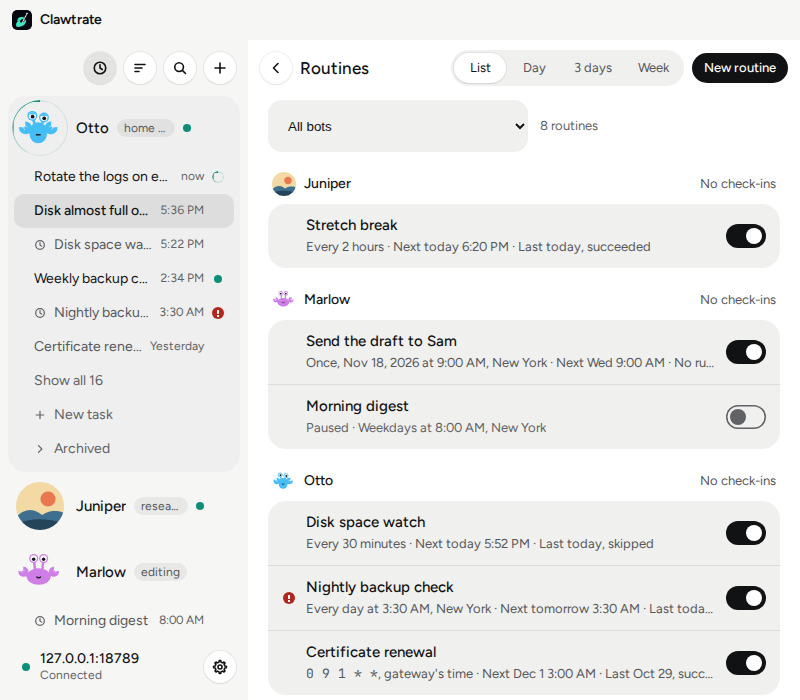 Clawtrate
Otto home ...
Rotate the logs on e... now
Disk almost full o... 5:36 PM
Disk space wa... 5:22 PM
Weekly backup c... 2:34 PM
Nightly backu... 3:30 AM
Certificate rene... Yesterday
Show all 16
New task
Archived
Juniper resea...
Marlow editing
Morning digest 8:00 AM
127.0.0.1:18789
Connected
Routines List Day 3 days Week New routine
All bots 8 routines
Juniper No check-ins
Stretch break
Every 2 hours · Next today 6:20 PM · Last today, succeeded
Marlow No check-ins
Send the draft to Sam
Once, Nov 18, 2026 at 9:00 AM, New York · Next Wed 9:00 AM · No ru...
Morning digest
Paused · Weekdays at 8:00 AM, New York
Otto No check-ins
Disk space watch
Every 30 minutes · Next today 5:52 PM · Last today, skipped
Nightly backup check
Every day at 3:30 AM, New York · Next tomorrow 3:30 AM · Last toda...
Certificate renewal
0 9 1 * *, gateway's time · Next Dec 1 3:00 AM · Last Oct 29, succ...